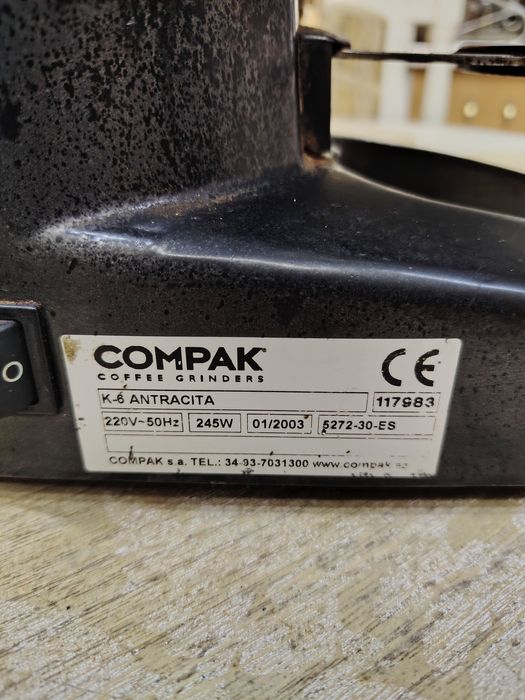 COMPAK
COFFEE GRINDERS
CE
K-6 ANTRACITA 117983
220V~50Hz 245W 01/2003 5272-30-ES
COMPAK s.a. TEL.: 34-93-7031300 www.compak.es
O